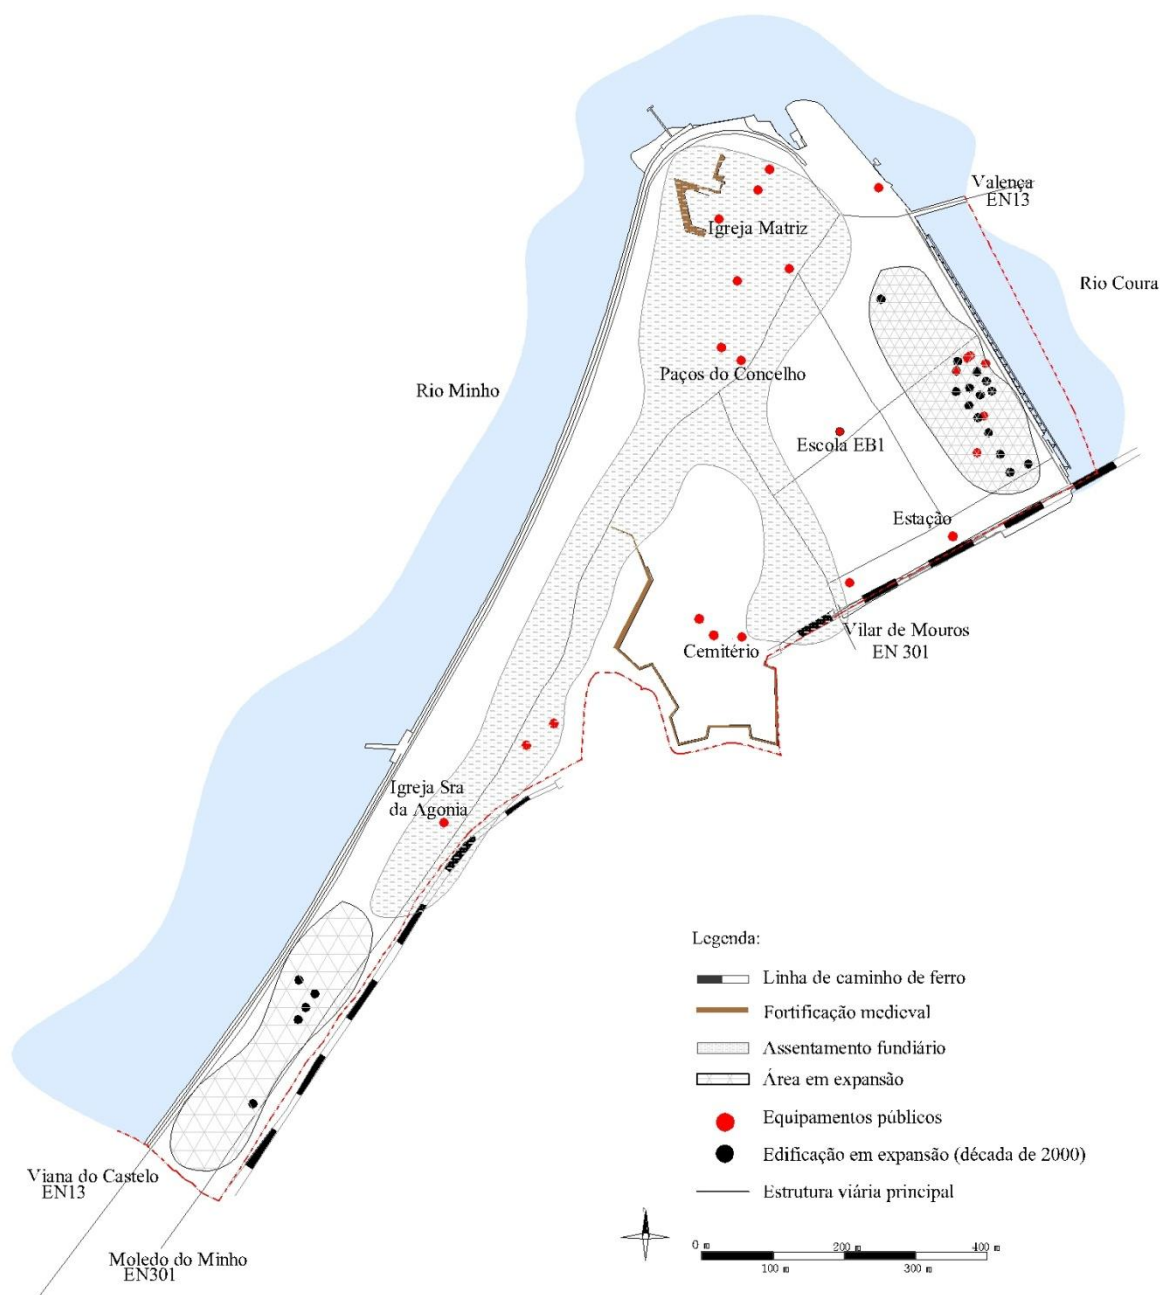 Valença
EN13
Igreja Matriz
Rio Coura
Rio Minho
Paços do Concelho
Escola EB1
Estação
Vilar de Mouros
EN 301
Cemitério
Igreja Sra
da Agonia
Legenda:
Linha de caminho de ferro
Fortificação medieval
Assentamento fundiário
Área em expansão
Equipamentos públicos
Edificação em expansão (década de 2000)
Estrutura viária principal
Viana do Castelo
EN13
Moledo do Minho
EN301
0 m 200 m 400 m
100 m 300 m